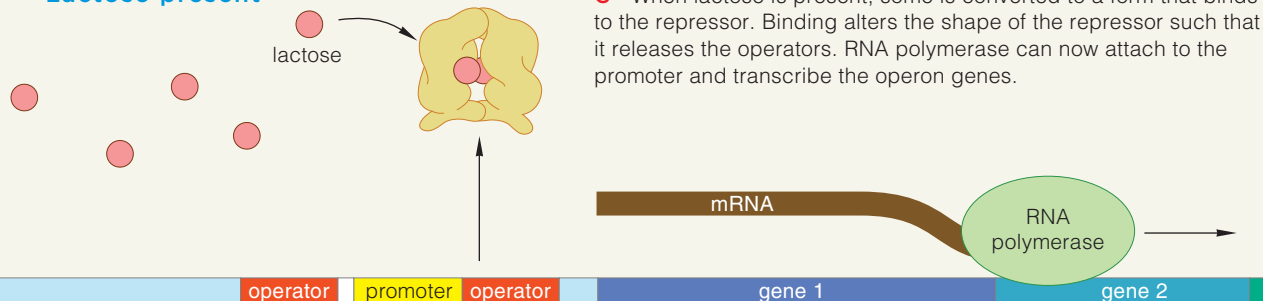 Lactose present
C When lactose is present, some is converted to a form that binds
to the repressor. Binding alters the shape of the repressor such that
it releases the operators. RNA polymerase can now attach to the
promoter and transcribe the operon genes.
lactose
mRNA
RNA
polymerase
operator promoter operator gene 1 gene 2